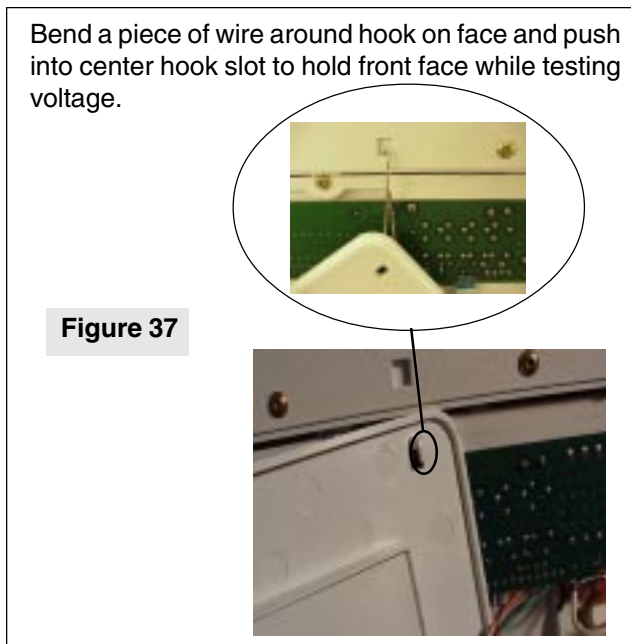 Bend a piece of wire around hook on face and push
into center hook slot to hold front face while testing
voltage.
Figure 37